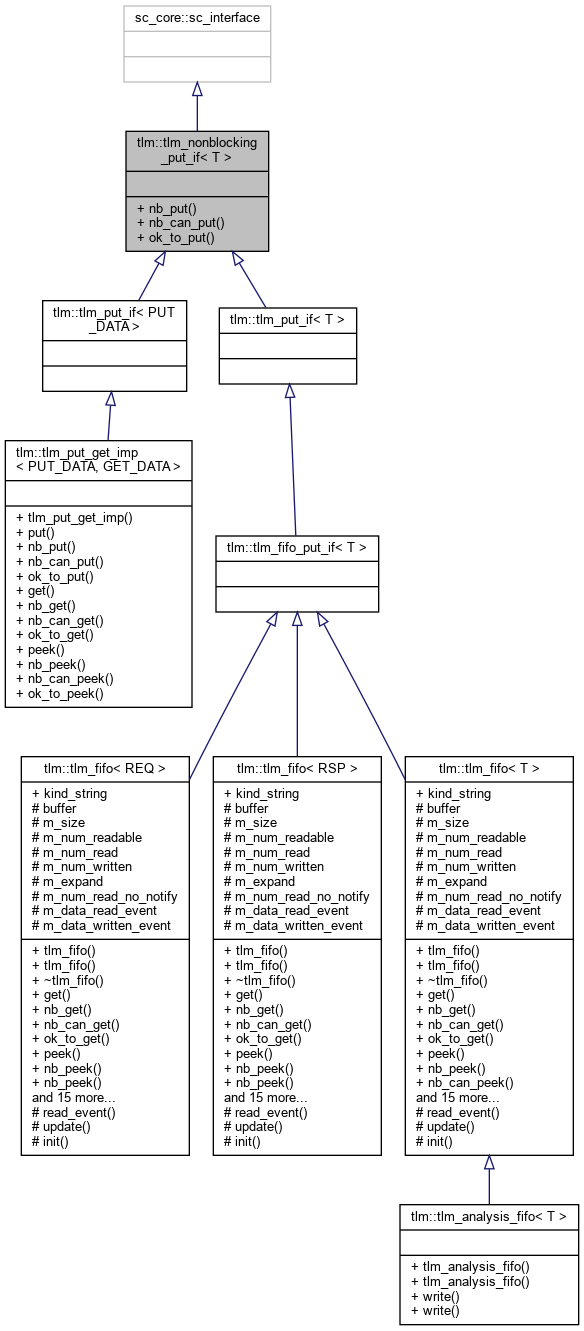 sc_core::sc_interface
tlm::tlm_nonblocking
_put_if< T >
+ nb_put()
+ nb_can_put()
+ ok_to_put()
tlm::tlm_put_if< PUT
_DATA >
tlm::tlm_put_if< T >
tlm::tlm_put_get_imp
< PUT_DATA, GET_DATA >
+ tlm_put_get_imp()
+ put()
+ nb_put()
+ nb_can_put()
+ ok_to_put()
+ get()
+ nb_get()
+ nb_can_get()
+ ok_to_get()
+ peek()
+ nb_peek()
+ nb_can_peek()
+ ok_to_peek()
tlm::tlm_fifo_put_if< T >
tlm::tlm_fifo< REQ >
+ kind_string
# buffer
# m_size
# m_num_readable
# m_num_read
# m_num_written
# m_expand
# m_num_read_no_notify
# m_data_read_event
# m_data_written_event
+ tlm_fifo()
+ tlm_fifo()
+ ~tlm_fifo()
+ get()
+ nb_get()
+ nb_can_get()
+ ok_to_get()
+ peek()
+ nb_peek()
+ nb_peek()
and 15 more...
# read_event()
# update()
# init()
tlm::tlm_fifo< RSP >
+ kind_string
# buffer
# m_size
# m_num_readable
# m_num_read
# m_num_written
# m_expand
# m_num_read_no_notify
# m_data_read_event
# m_data_written_event
+ tlm_fifo()
+ tlm_fifo()
+ ~tlm_fifo()
+ get()
+ nb_get()
+ nb_can_get()
+ ok_to_get()
+ peek()
+ nb_peek()
+ nb_peek()
and 15 more...
# read_event()
# update()
# init()
tlm::tlm_fifo< T >
+ kind_string
# buffer
# m_size
# m_num_readable
# m_num_read
# m_num_written
# m_expand
# m_num_read_no_notify
# m_data_read_event
# m_data_written_event
+ tlm_fifo()
+ tlm_fifo()
+ ~tlm_fifo()
+ get()
+ nb_get()
+ nb_can_get()
+ ok_to_get()
+ peek()
+ nb_peek()
+ nb_can_peek()
and 15 more...
# read_event()
# update()
# init()
tlm::tlm_analysis_fifo< T >
+ tlm_analysis_fifo()
+ tlm_analysis_fifo()
+ write()
+ write()